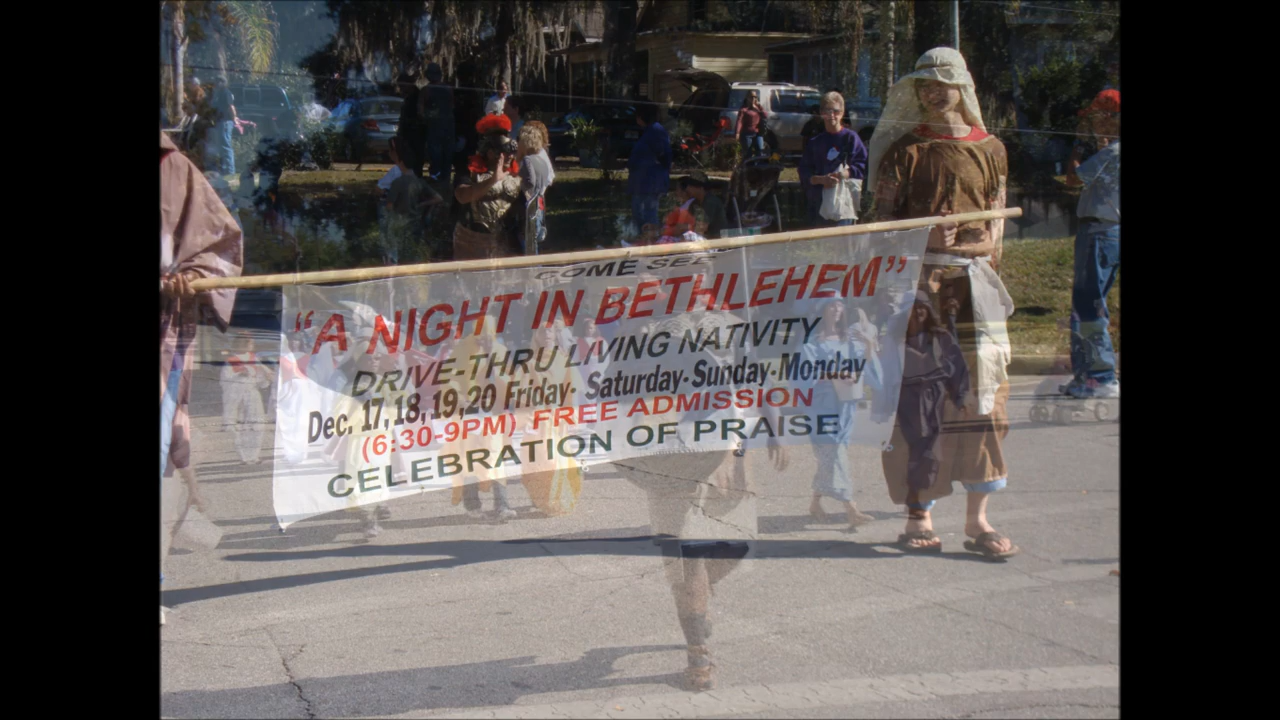 COME SEE
“A NIGHT IN BETHLEHEM”
DRIVE-THRU LIVING NATIVITY
Dec. 17,18,19,20 Friday- Saturday-Sunday-Monday
(6:30-9PM) FREE ADMISSION
CELEBRATION OF PRAISE